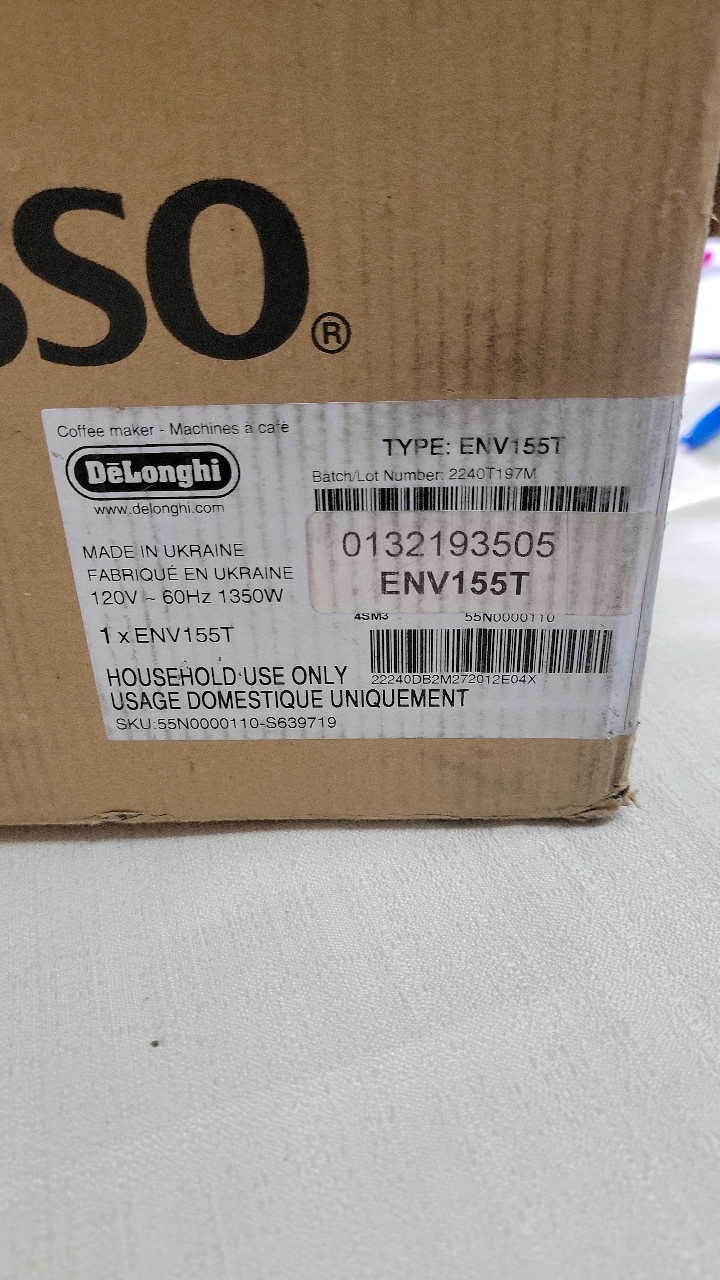 SSO®
Coffee maker - Machines à café
DeLonghi
www.delonghi.com
MADE IN UKRAINE
FABRIQUÉ EN UKRAINE
120V ~ 60Hz 1350W
1 x ENV155T
HOUSEHOLD USE ONLY
USAGE DOMESTIQUE UNIQUEMENT
SKU:55N0000110-S639719
TYPE: ENV155T
Batch/Lot Number: 2240T197M
0132193505
ENV155T
4SM3 55N0000110
22240DB2M272012E04X